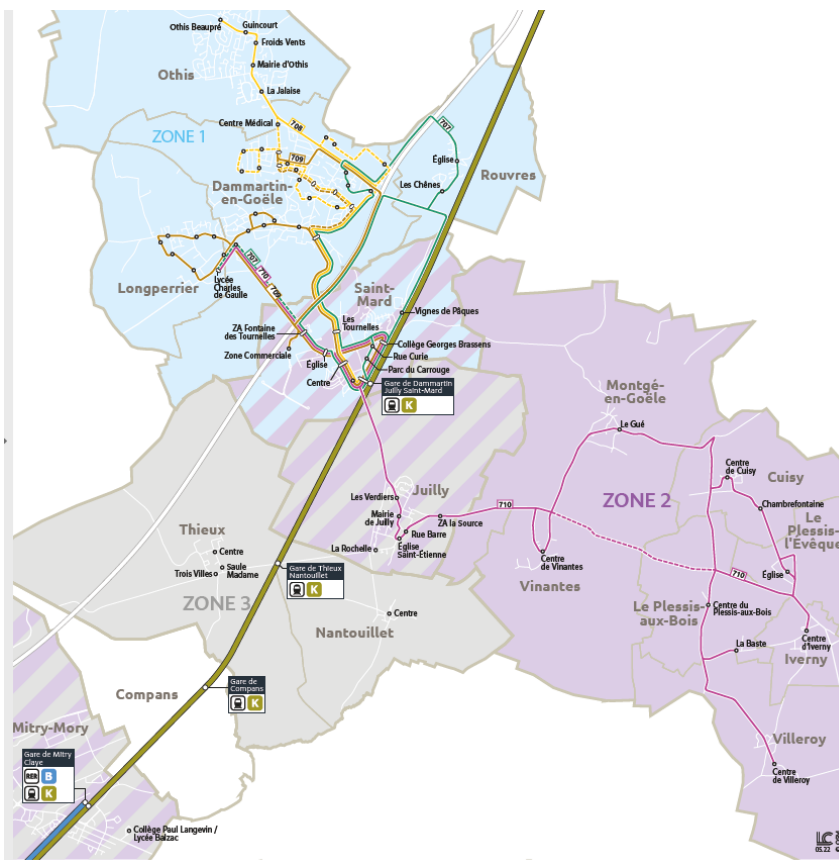 Othis Beaupré
Guincourt
Froids Vents
Mairie d'Othis
Othis
La Jalaise
Centre Médical
ZONE 1
708
707
709
Église
Rouvres
Les Chênes
Dammartin-
en-Goële
Longperrier
Lycée
Charles
de Gaulle
707
710
709
Saint-
Mard
Vignes de Pâques
Les
Tournelles
ZA Fontaine
des Tournelles
Zone Commerciale
Collège Georges Brassens
Rue Curie
Église
Parc du Carrouge
Centre
Gare de Dammartin
Juilly Saint-Mard
K
Montgé-
en-Goële
Le Gué
Centre
de Cuisy
Cuisy
Chambrefontaine
Le
Plessis-
l'Évêque
ZONE 2
Juilly
710
Les Verdiers
Mairie
de Juilly
ZA la Source
Rue Barre
La Rochelle
Église
Saint-Étienne
Centre
de Vinantes
Vinantes
710
Église
Thieux
Centre
Saule
Madame
Trois Villes
Gare de Thieux
Nantouillet
K
ZONE 3
Nantouillet
Centre
Le Plessis-
aux-Bois
Centre du
Plessis-aux-Bois
La Baste
Centre
d'Iverny
Iverny
Compans
Gare de
Compans
K
Mitry-Mory
Gare de Mitry
Claye
RER B
K
Villeroy
Centre
de Villeroy
Collège Paul Langevin /
Lycée Balzac
05.22